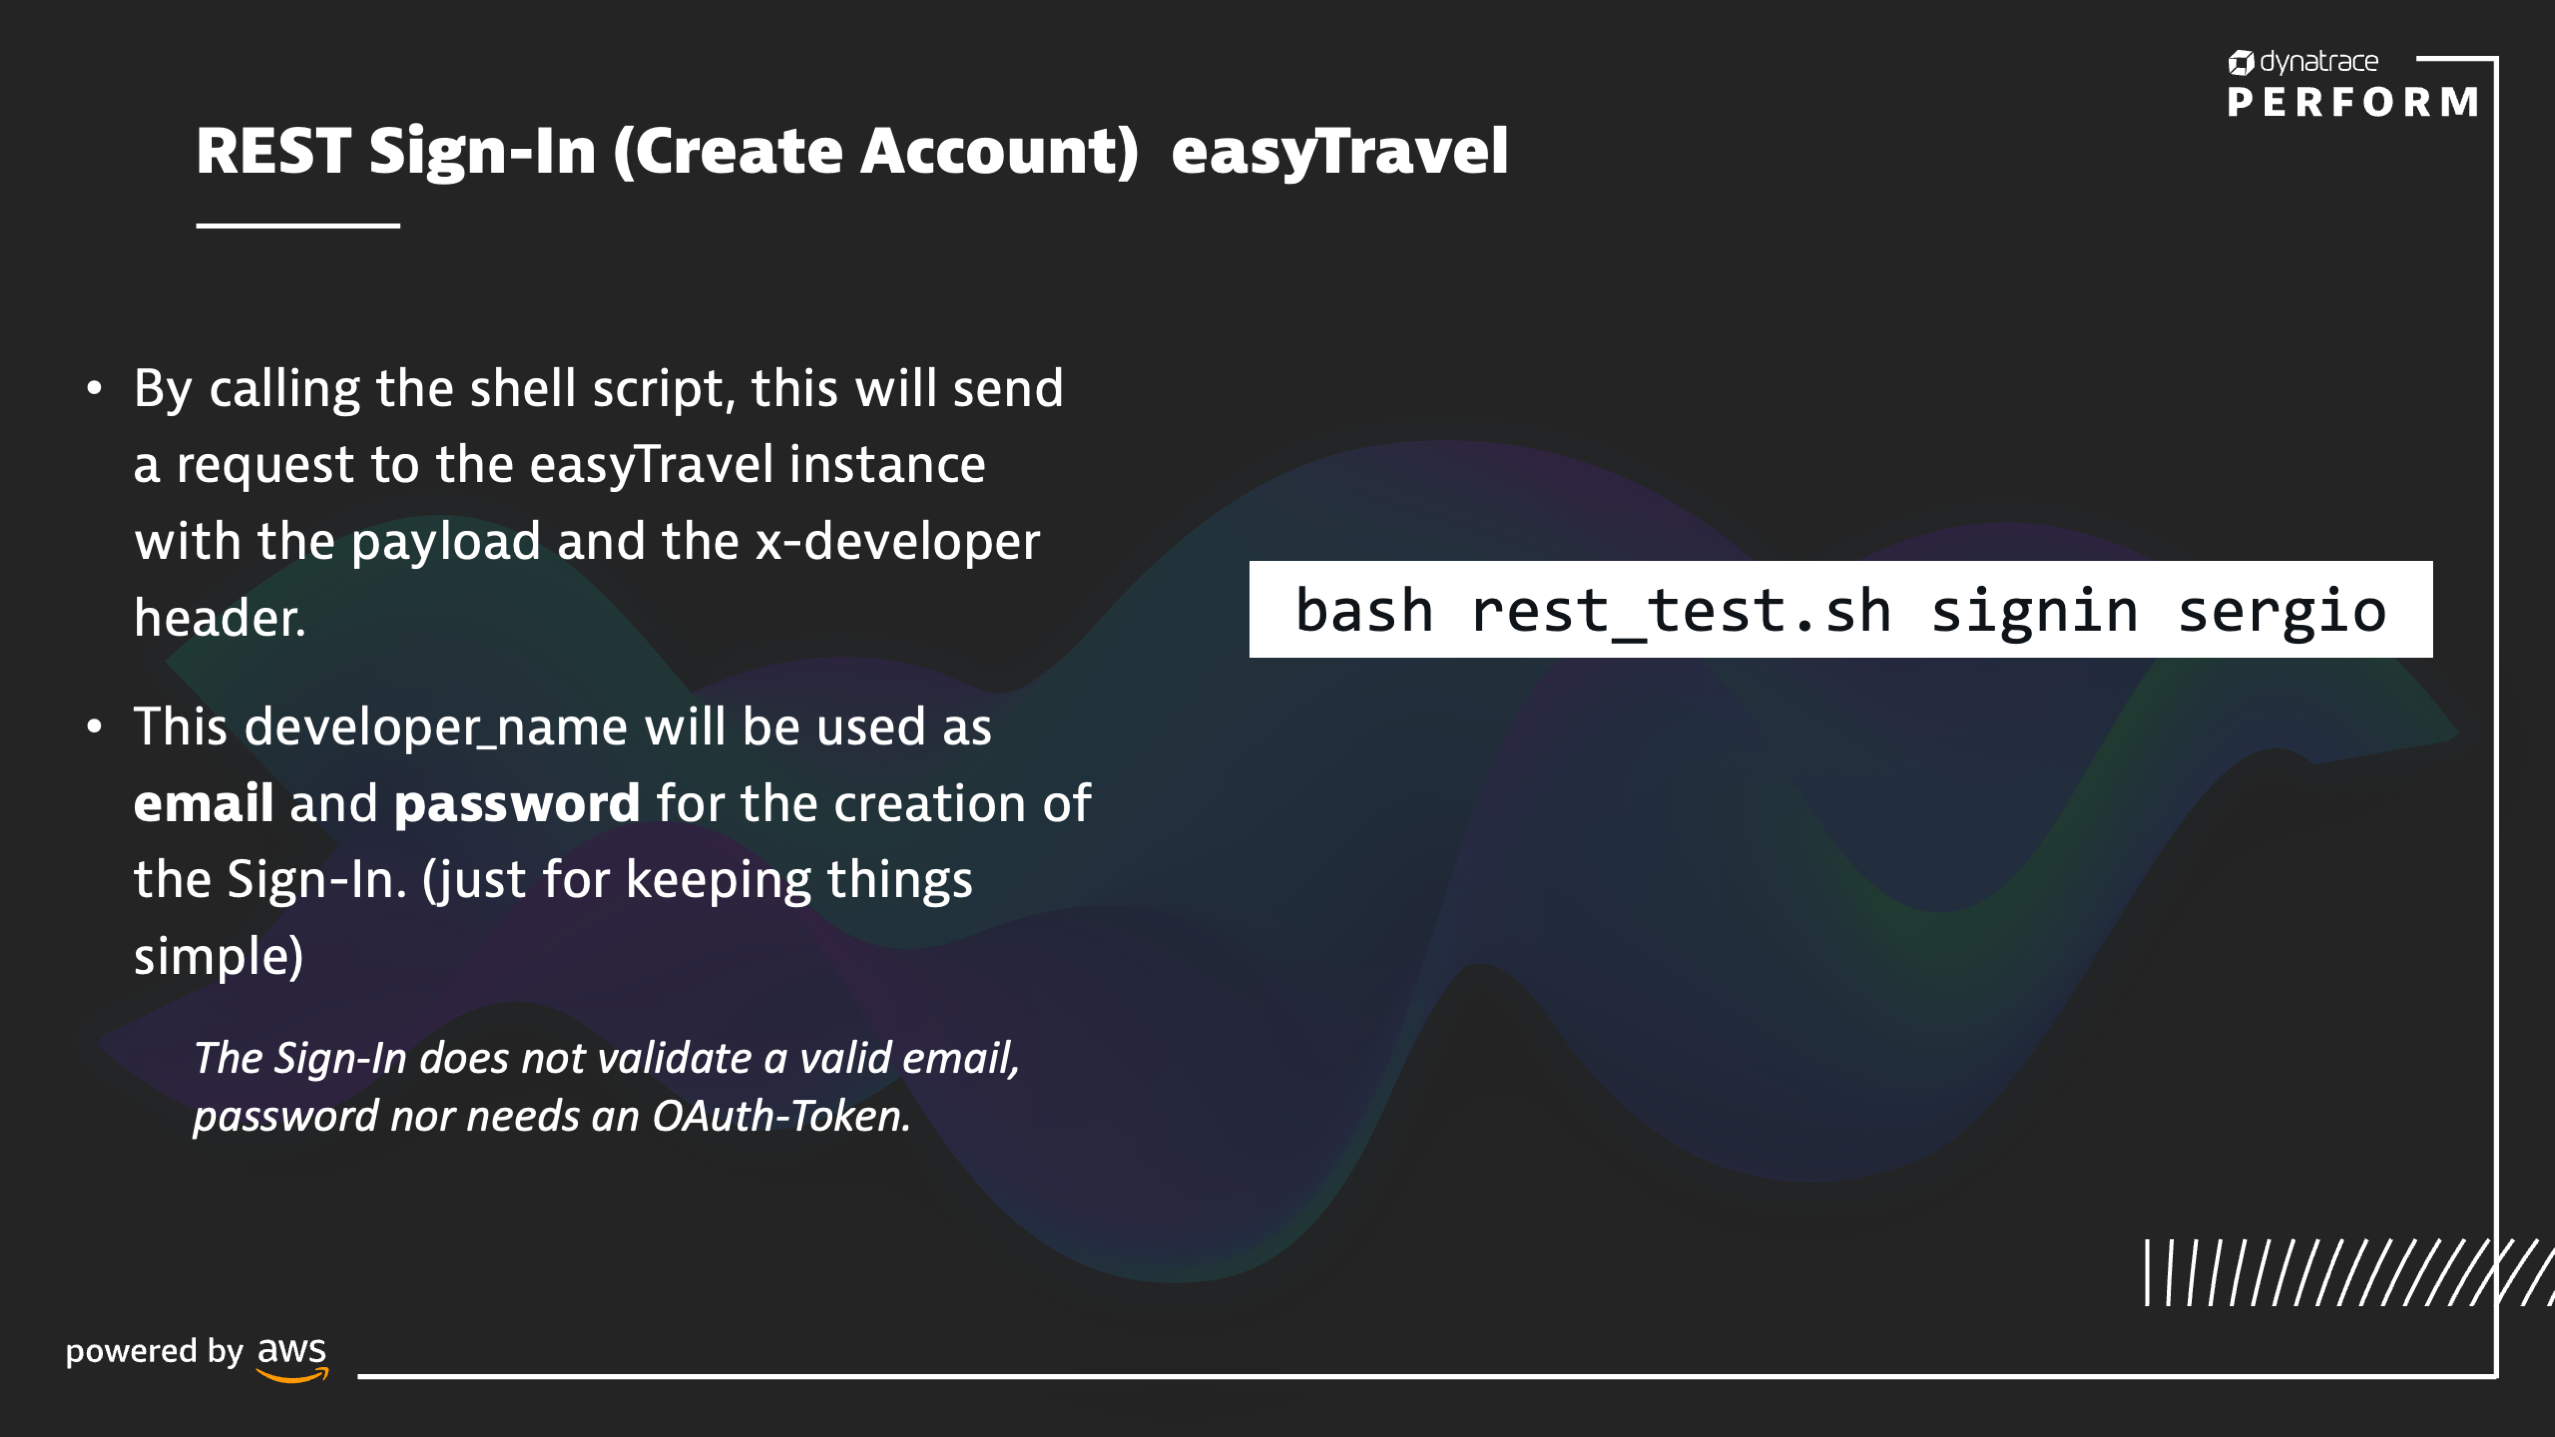 dynatrace
PERFORM
REST Sign-In (Create Account) easyTravel
• By calling the shell script, this will send
a request to the easyTravel instance
with the payload and the x-developer
header.
• This developer_name will be used as
email and password for the creation of
the Sign-In. (just for keeping things
simple)
The Sign-In does not validate a valid email,
password nor needs an OAuth-Token.
bash rest_test.sh signin sergio
powered by aws